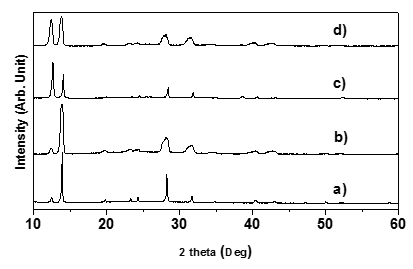 Intensity (Arb. Unit)
d)
c)
b)
a)
10 20 30 40 50 60
2 theta (Deg)